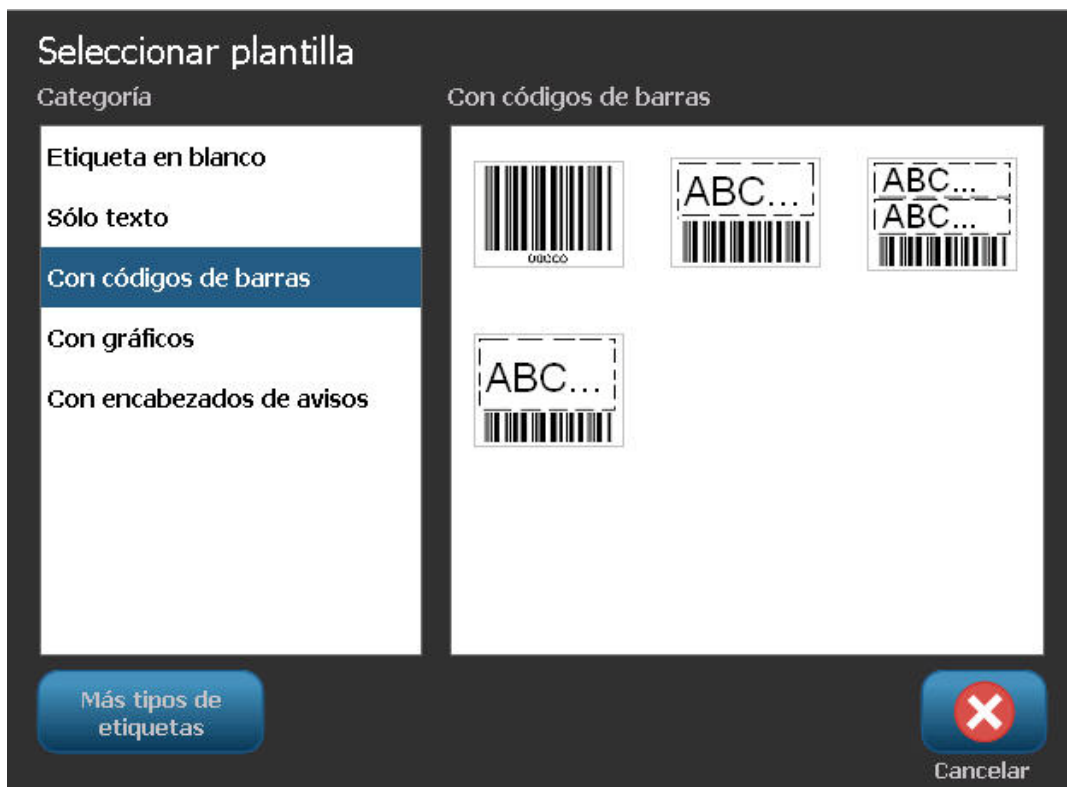 Seleccionar plantilla
Categoría
Con códigos de barras
Etiqueta en blanco
Sólo texto
Con códigos de barras
Con gráficos
Con encabezados de avisos
00000
ABC...
ABC...
ABC...
ABC...
Más tipos de
etiquetas
Cancelar